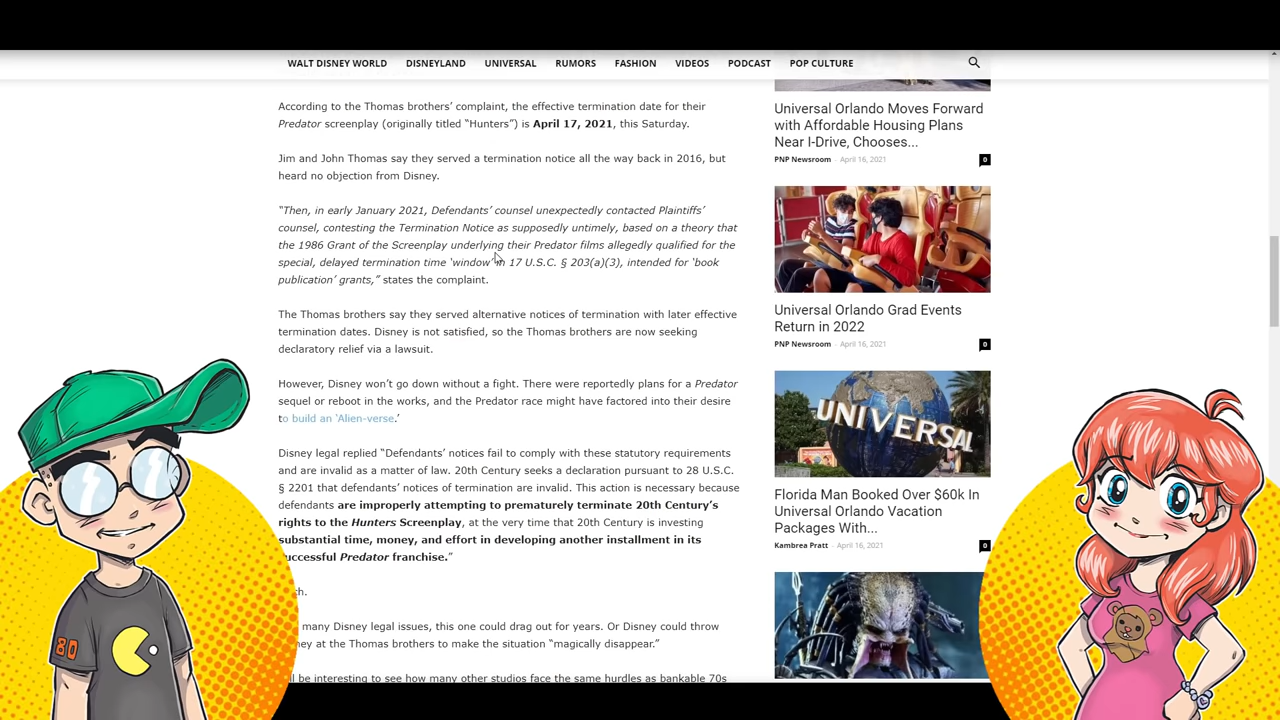 WALT DISNEY WORLD DISNEYLAND UNIVERSAL RUMORS FASHION VIDEOS PODCAST POP CULTURE
According to the Thomas brothers’ complaint, the effective termination date for their
Predator screenplay (originally titled “Hunters”) is April 17, 2021, this Saturday.
Jim and John Thomas say they served a termination notice all the way back in 2016, but
heard no objection from Disney.
“Then, in early January 2021, Defendants’ counsel unexpectedly contacted Plaintiffs’
counsel, contesting the Termination Notice as supposedly untimely, based on a theory that
the 1986 Grant of the Screenplay underlying their Predator films allegedly qualified for the
special, delayed termination time ‘window’ in 17 U.S.C. § 203(a)(3), intended for ‘book
publication’ grants,” states the complaint.
The Thomas brothers say they served alternative notices of termination with later effective
termination dates. Disney is not satisfied, so the Thomas brothers are now seeking
declaratory relief via a lawsuit.
However, Disney won’t go down without a fight. There were reportedly plans for a Predator
sequel or reboot in the works, and the Predator race might have factored into their desire
to build an ‘Alien-verse.’
Disney legal replied “Defendants’ notices fail to comply with these statutory requirements
and are invalid as a matter of law. 20th Century seeks a declaration pursuant to 28 U.S.C.
§ 2201 that defendants’ notices of termination are invalid. This action is necessary because
defendants are improperly attempting to prematurely terminate 20th Century’s
rights to the Hunters Screenplay, at the very time that 20th Century is investing
substantial time, money, and effort in developing another installment in its
successful Predator franchise.”
many Disney legal issues, this one could drag out for years. Or Disney could throw
at the Thomas brothers to make the situation “magically disappear.”
be interesting to see how many other studios face the same hurdles as bankable 70s
Universal Orlando Moves Forward
with Affordable Housing Plans
Near I-Drive, Chooses...
PNP Newsroom - April 16, 2021 0
Universal Orlando Grad Events
Return in 2022
PNP Newsroom - April 16, 2021 0
UNIVERSAL
Florida Man Booked Over $60k In
Universal Orlando Vacation
Packages With...
Kambrea Pratt - April 16, 2021 0
80